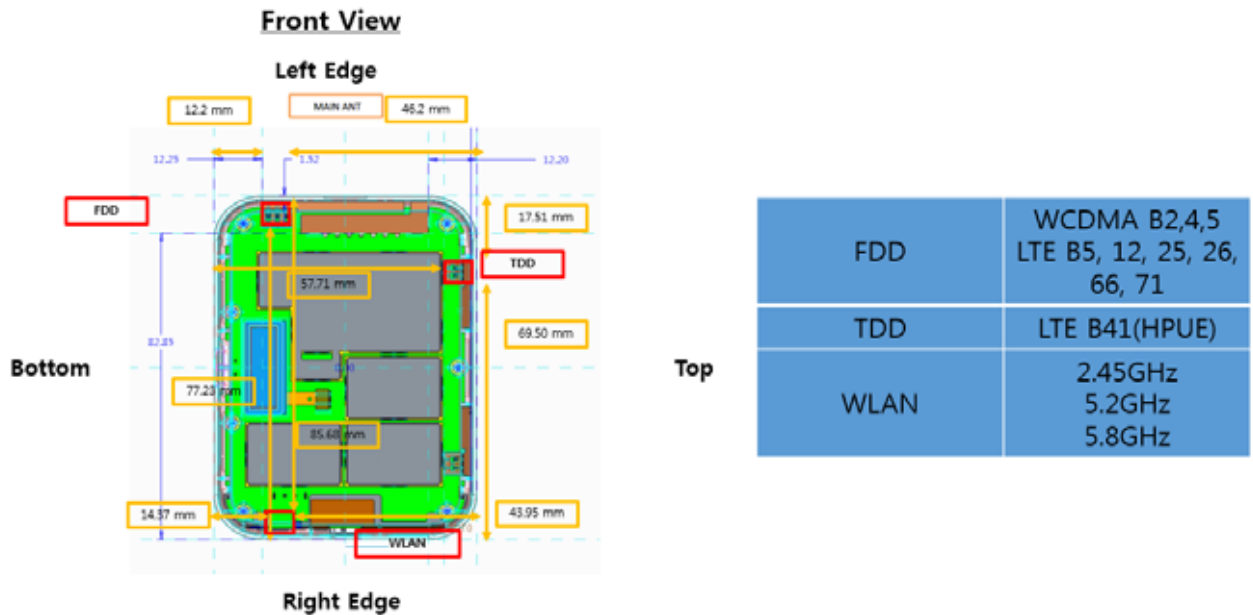 Front View
Left Edge
12.2 mm
MAIN ANT
46.2 mm
12.25
1.52
12.20
FDD
17.51 mm
TDD
57.71 mm
69.50 mm
82.85
Bottom
Top
77.23 mm
85.68 mm
14.37 mm
43.95 mm
WLAN
Right Edge
FDD
WCDMA B2,4,5
LTE B5, 12, 25, 26,
66, 71
TDD
LTE B41(HPUE)
WLAN
2.45GHz
5.2GHz
5.8GHz